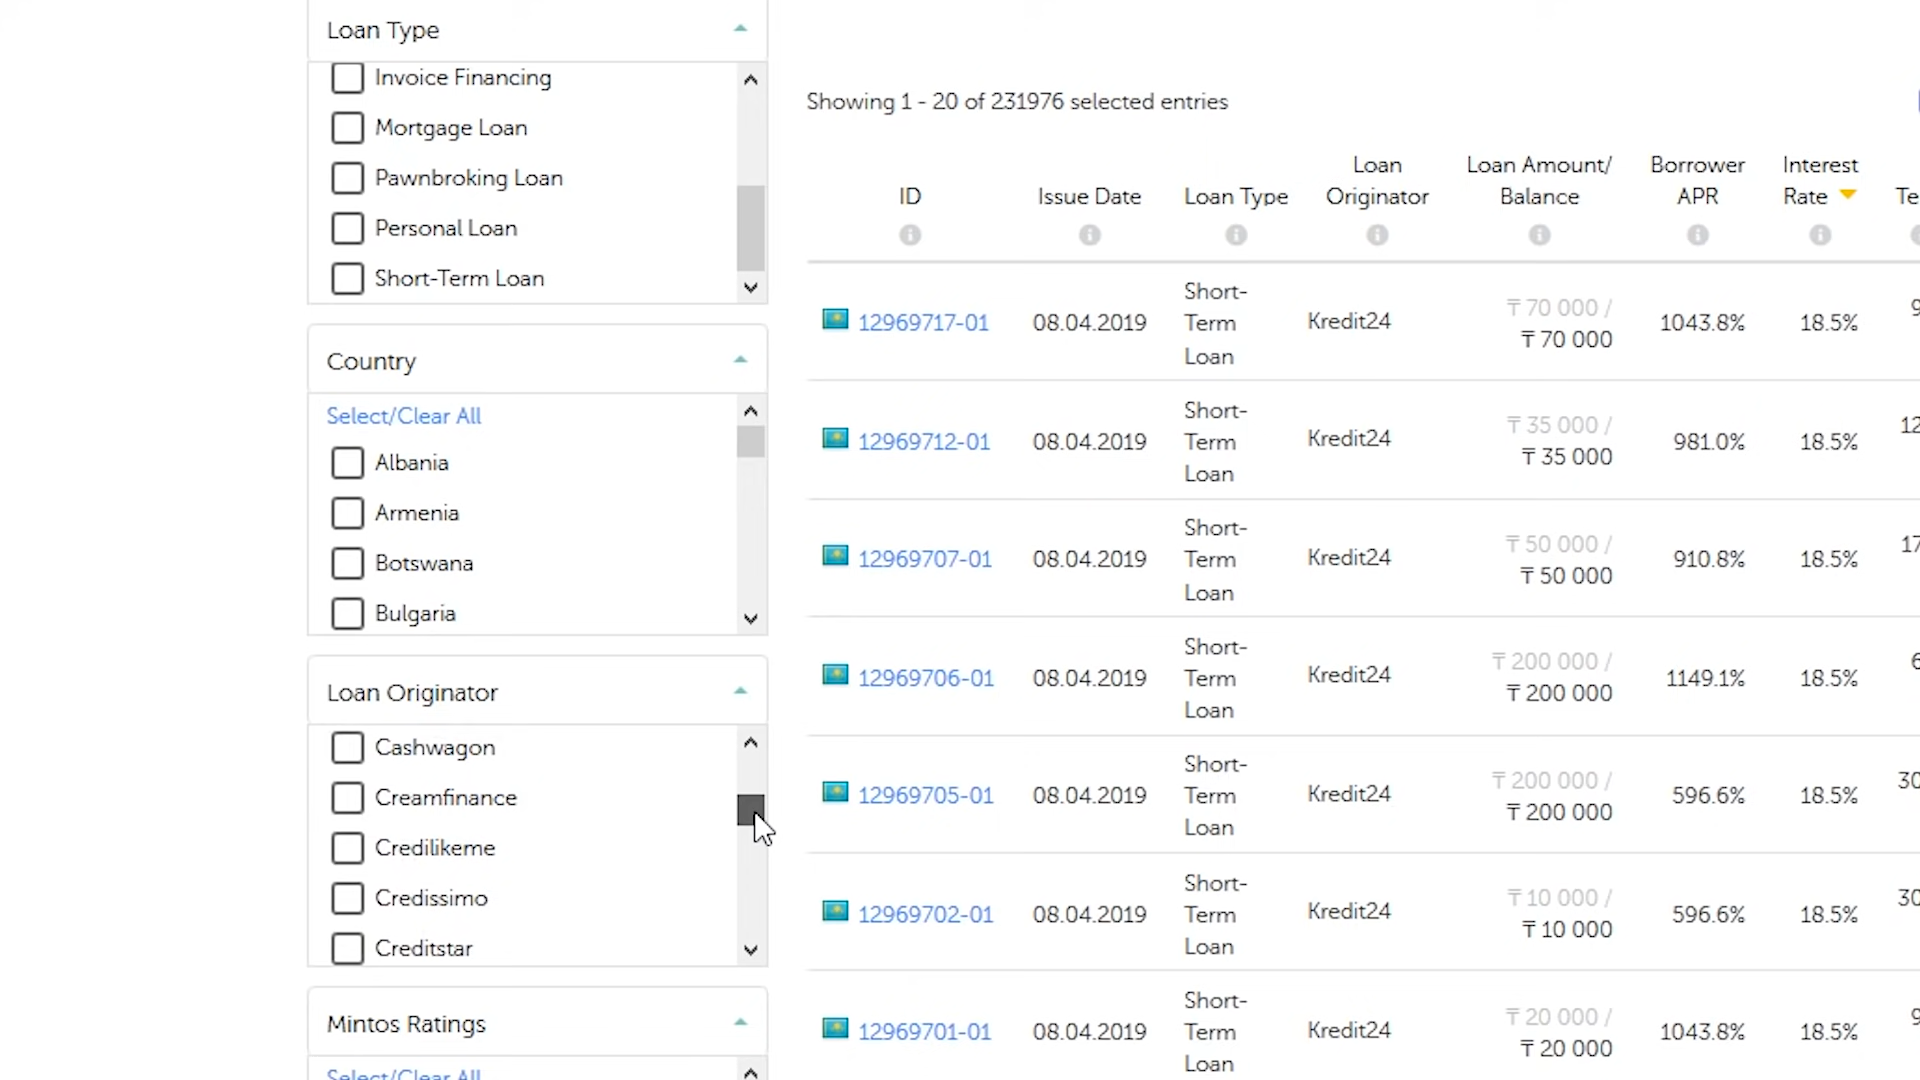 Loan Type
Invoice Financing
Mortgage Loan
Pawnbroking Loan
Personal Loan
Short-Term Loan
Country
Select/Clear All
Albania
Armenia
Botswana
Bulgaria
Loan Originator
Cashwagon
Creamfinance
Credilikeme
Credissimo
Creditstar
Mintos Ratings
Select/Clear All
Showing 1 - 20 of 231976 selected entries
ID
Issue Date
Loan Type
Loan
Originator
Loan Amount/
Balance
Borrower
APR
Interest
Rate
12969717-01
08.04.2019
Short-
Term
Loan
Kredit24
₸ 70 000 /
₸ 70 000
1043.8%
18.5%
12969712-01
08.04.2019
Short-
Term
Loan
Kredit24
₸ 35 000 /
₸ 35 000
981.0%
18.5%
12969707-01
08.04.2019
Short-
Term
Loan
Kredit24
₸ 50 000 /
₸ 50 000
910.8%
18.5%
12969706-01
08.04.2019
Short-
Term
Loan
Kredit24
₸ 200 000 /
₸ 200 000
1149.1%
18.5%
12969705-01
08.04.2019
Short-
Term
Loan
Kredit24
₸ 200 000 /
₸ 200 000
596.6%
18.5%
12969702-01
08.04.2019
Short-
Term
Loan
Kredit24
₸ 10 000 /
₸ 10 000
596.6%
18.5%
12969701-01
08.04.2019
Short-
Term
Loan
Kredit24
₸ 20 000 /
₸ 20 000
1043.8%
18.5%